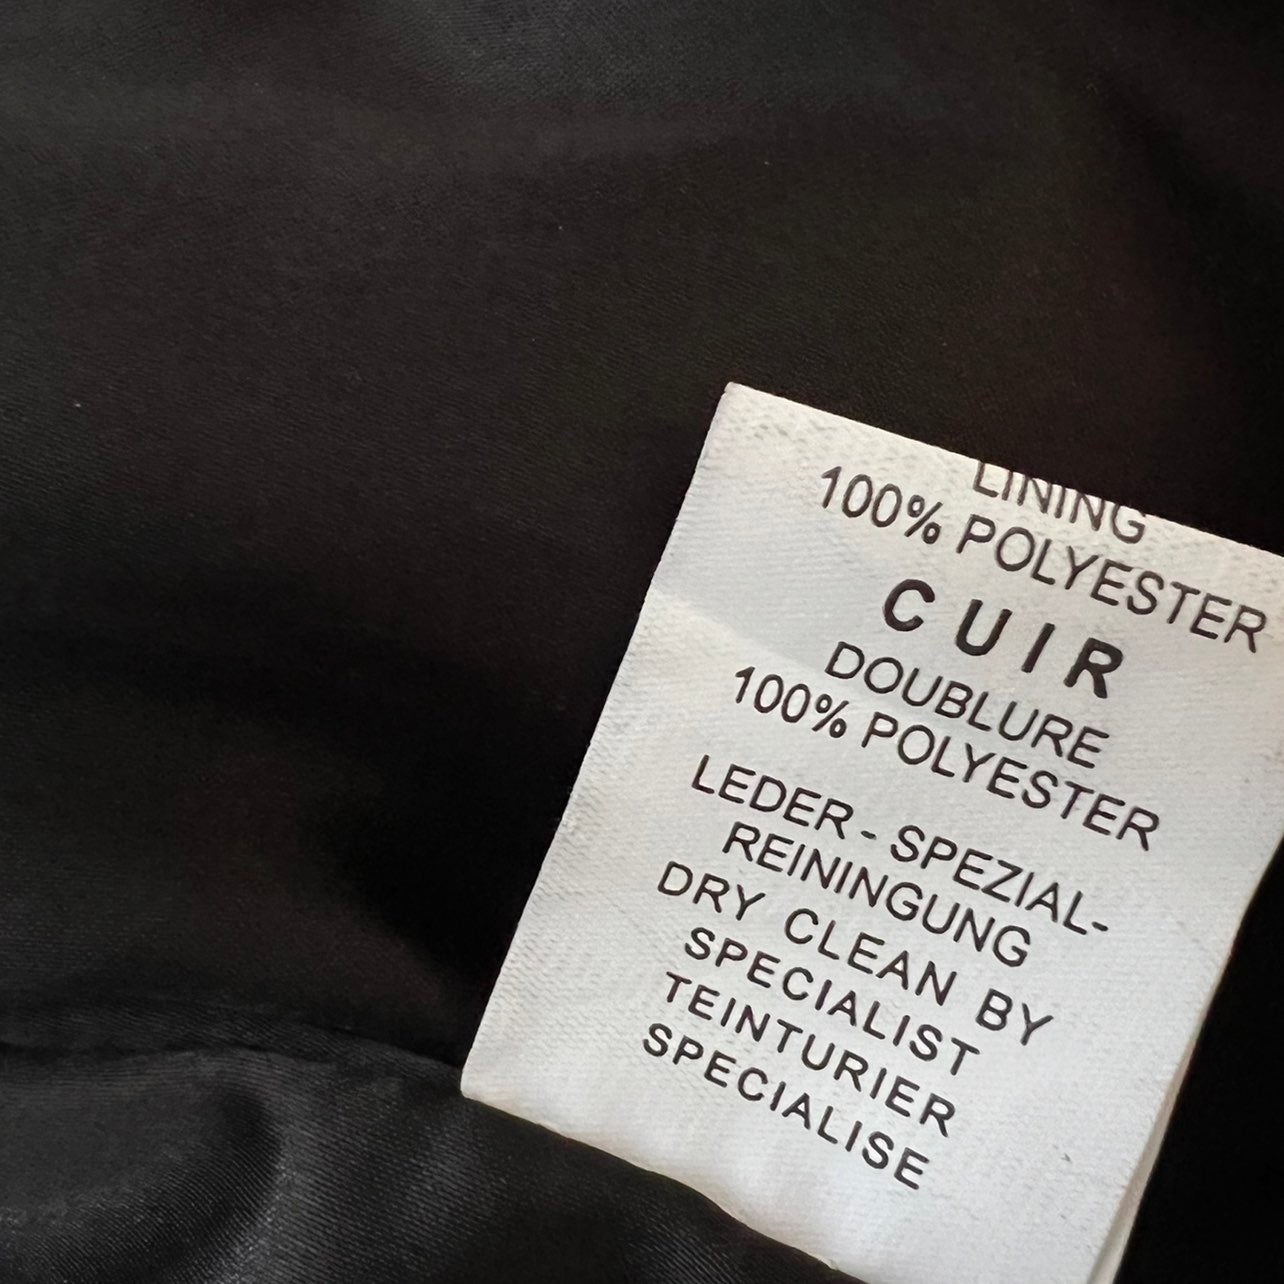 LINING
100% POLYESTER
CUIR
DOUBLURE
100% POLYESTER
LEDER - SPEZIAL-
REININGUNG
DRY CLEAN BY
SPECIALIST
TEINTURIER
SPECIALISE